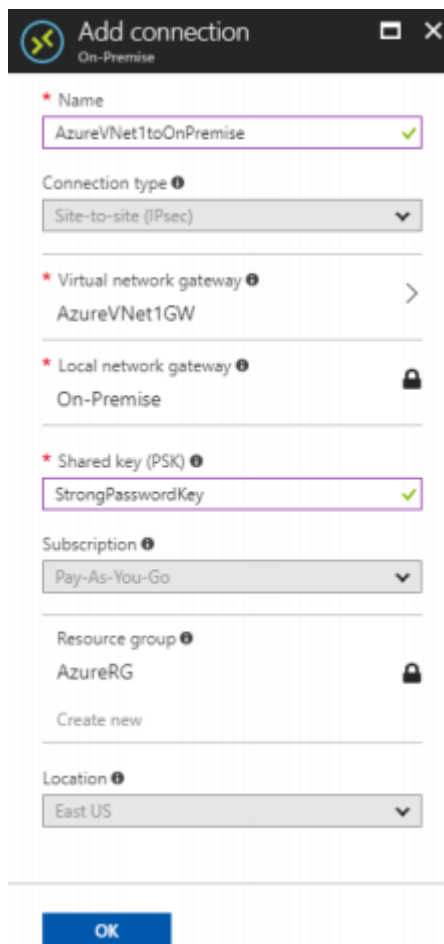 Add connection
On-Premise
* Name
AzureVNet1toOnPremise
Connection type
Site-to-site (IPsec)
* Virtual network gateway
AzureVNet1GW
* Local network gateway
On-Premise
* Shared key (PSK)
StrongPasswordKey
Subscription
Pay-As-You-Go
Resource group
AzureRG
Create new
Location
East US
OK